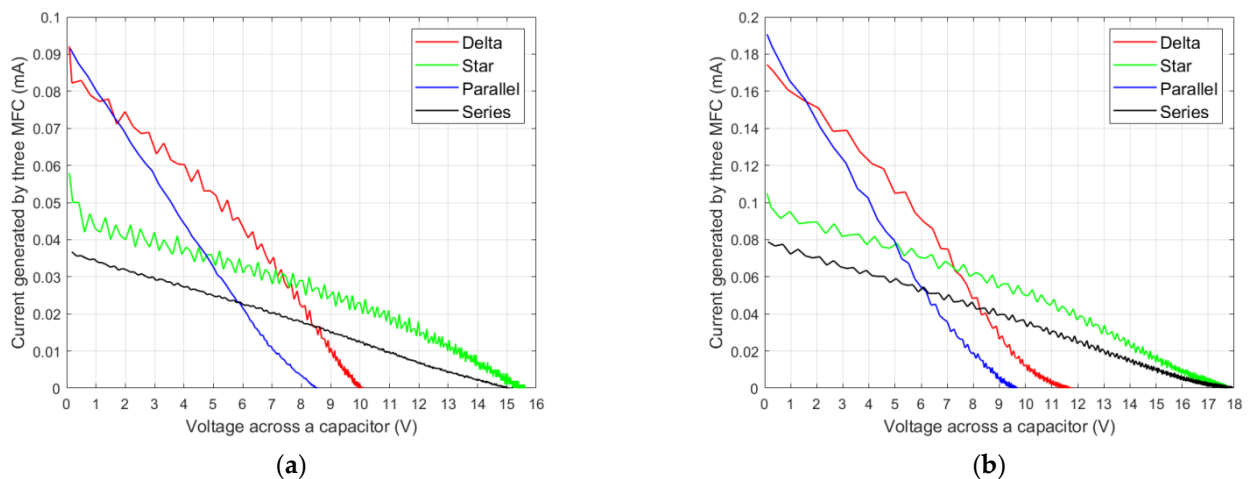 Current generated by three MFC (mA)
0.1
0.09
0.08
0.07
0.06
0.05
0.04
0.03
0.02
0.01
0
Delta
Star
Parallel
Series
0 1 2 3 4 5 6 7 8 9 10 11 12 13 14 15 16
Voltage across a capacitor (V)
(a)
Current generated by three MFC (mA)
0.2
0.18
0.16
0.14
0.12
0.1
0.08
0.06
0.04
0.02
0
Delta
Star
Parallel
Series
0 1 2 3 4 5 6 7 8 9 10 11 12 13 14 15 16 17 18
Voltage across a capacitor (V)
(b)